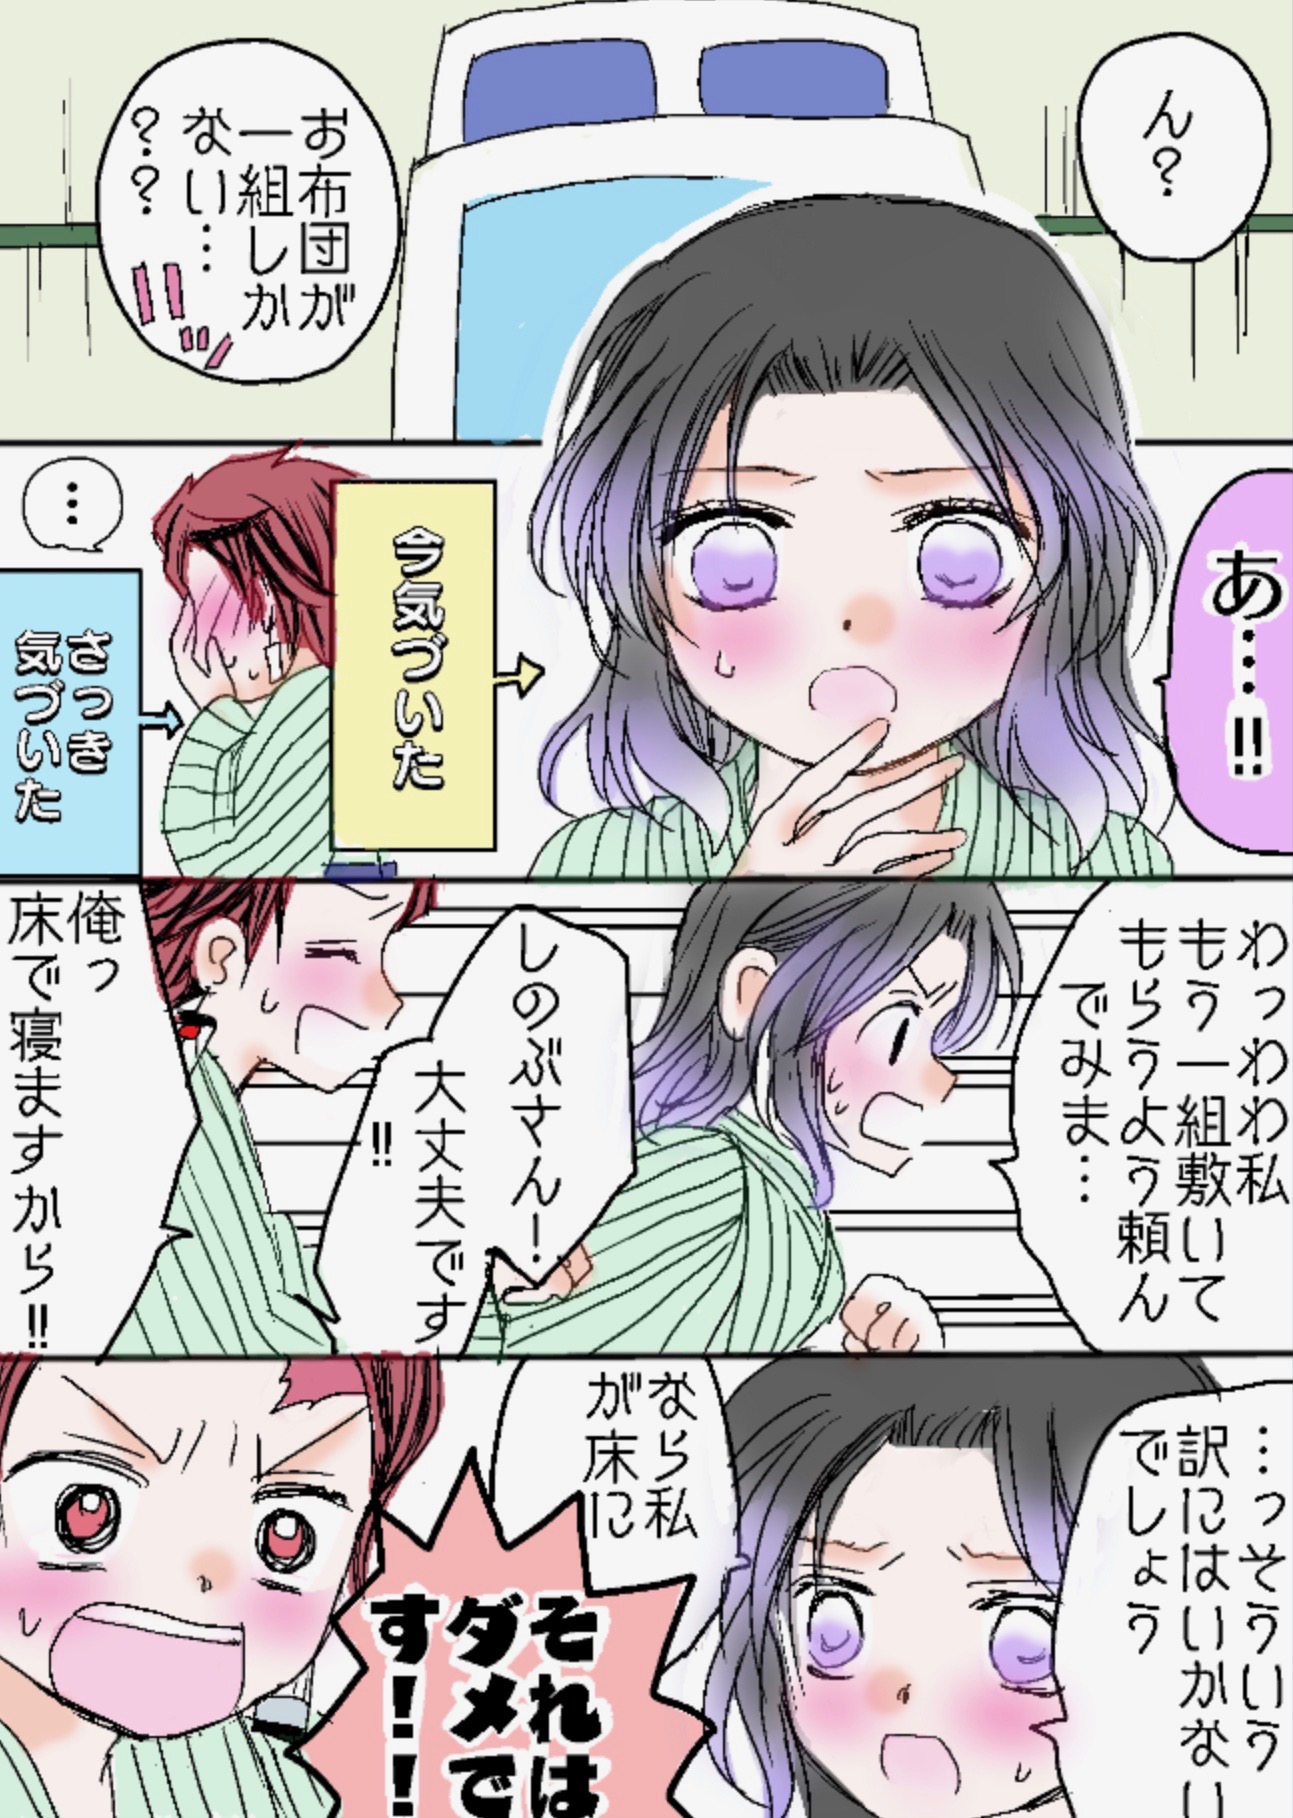 ん?
お布団が
一組しか
ない…
??
あ…!!
今気づいた
…
さっき
気づいた
わっわわ私
もう一組敷いて
もらうよう頼ん
でみま…
しのぶさん!
大丈夫です
!!
俺っ
床で寝ますから!!
…っそういう
訳にはいかない
でしょう
なら私
が床に
それは
ダメで
す!!